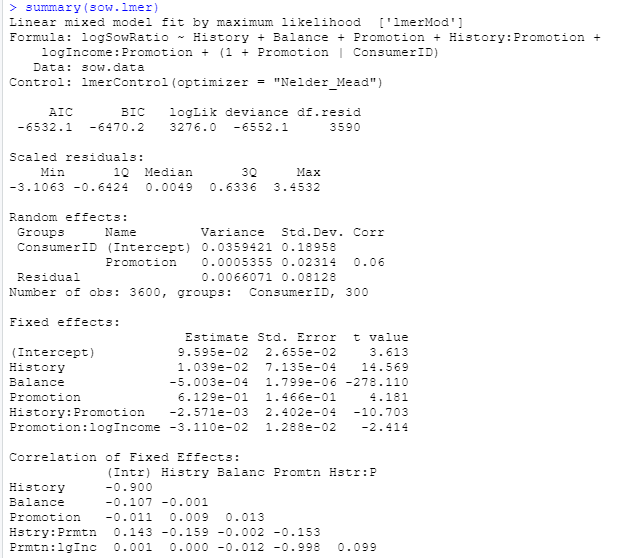 > summary(sow.lmer)
Linear mixed model fit by maximum likelihood  ['lmerMod']
Formula: logSowRatio ~ History + Balance + Promotion + History:Promotion +
    logIncome:Promotion + (1 + Promotion | ConsumerID)
   Data: sow.data
Control: lmerControl(optimizer = "Nelder_Mead")

     AIC      BIC   logLik deviance df.resid
 -6532.1  -6470.2   3276.0  -6552.1     3590

Scaled residuals:
    Min      1Q  Median      3Q     Max
-3.1063 -0.6424  0.0049  0.6336  3.4532

Random effects:
 Groups     Name        Variance  Std.Dev. Corr
 ConsumerID (Intercept) 0.0359421 0.18958
            Promotion   0.0005355 0.02314  0.06
 Residual               0.0066071 0.08128
Number of obs: 3600, groups:  ConsumerID, 300

Fixed effects:
                      Estimate Std. Error  t value
(Intercept)          9.595e-02  2.655e-02    3.613
History              1.039e-02  7.135e-04   14.569
Balance             -5.003e-04  1.799e-06 -278.110
Promotion            6.129e-01  1.466e-01    4.181
History:Promotion   -2.571e-03  2.402e-04  -10.703
Promotion:logIncome -3.110e-02  1.288e-02   -2.414

Correlation of Fixed Effects:
            (Intr) Histry Balanc Promtn Hstr:P
History     -0.900
Balance     -0.107 -0.001
Promotion   -0.011  0.009  0.013
Hstry:Prmtn  0.143 -0.159 -0.002 -0.153
Prmtn:lgInc  0.001  0.000 -0.012 -0.998  0.099